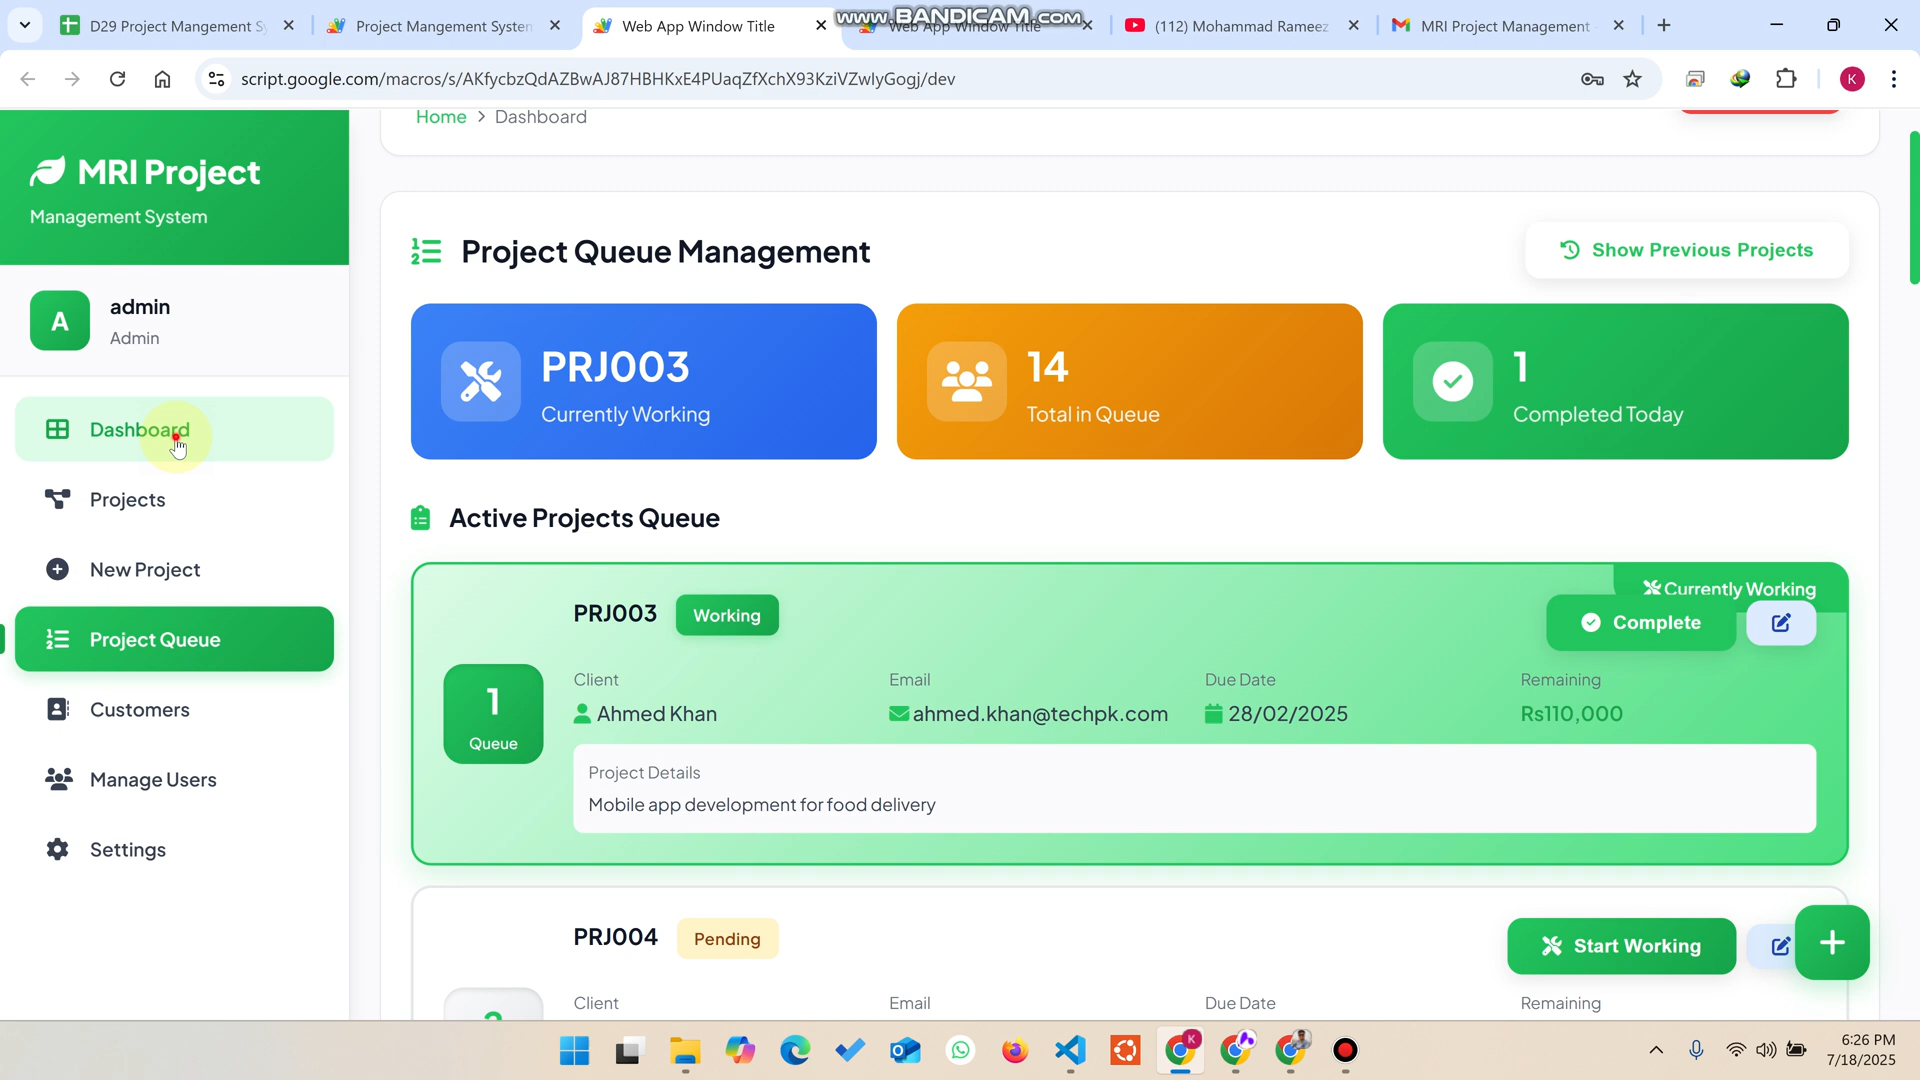 D29 Project Mangement Sy
Project Mangement System
Web App Window Title
Web App Window Title
(112) Mohammad Rameez
MRI Project Management -
www.BANDICAM.com
script.google.com/macros/s/AKfycbzQdAZBwAJ87HBHKxE4PUaqZfXchX93KziVZwIyGogj/dev
K
MRI Project
Management System
A
admin
Admin
Dashboard
Projects
New Project
Project Queue
Customers
Manage Users
Settings
Home > Dashboard
Project Queue Management
Show Previous Projects
PRJ003
Currently Working
14
Total in Queue
1
Completed Today
Active Projects Queue
Currently Working
PRJ003
Working
Complete
1
Queue
Client
Ahmed Khan
Email
ahmed.khan@techpk.com
Due Date
28/02/2025
Remaining
Rs110,000
Project Details
Mobile app development for food delivery
PRJ004
Pending
Start Working
Client
Email
Due Date
Remaining
6:26 PM
7/18/2025